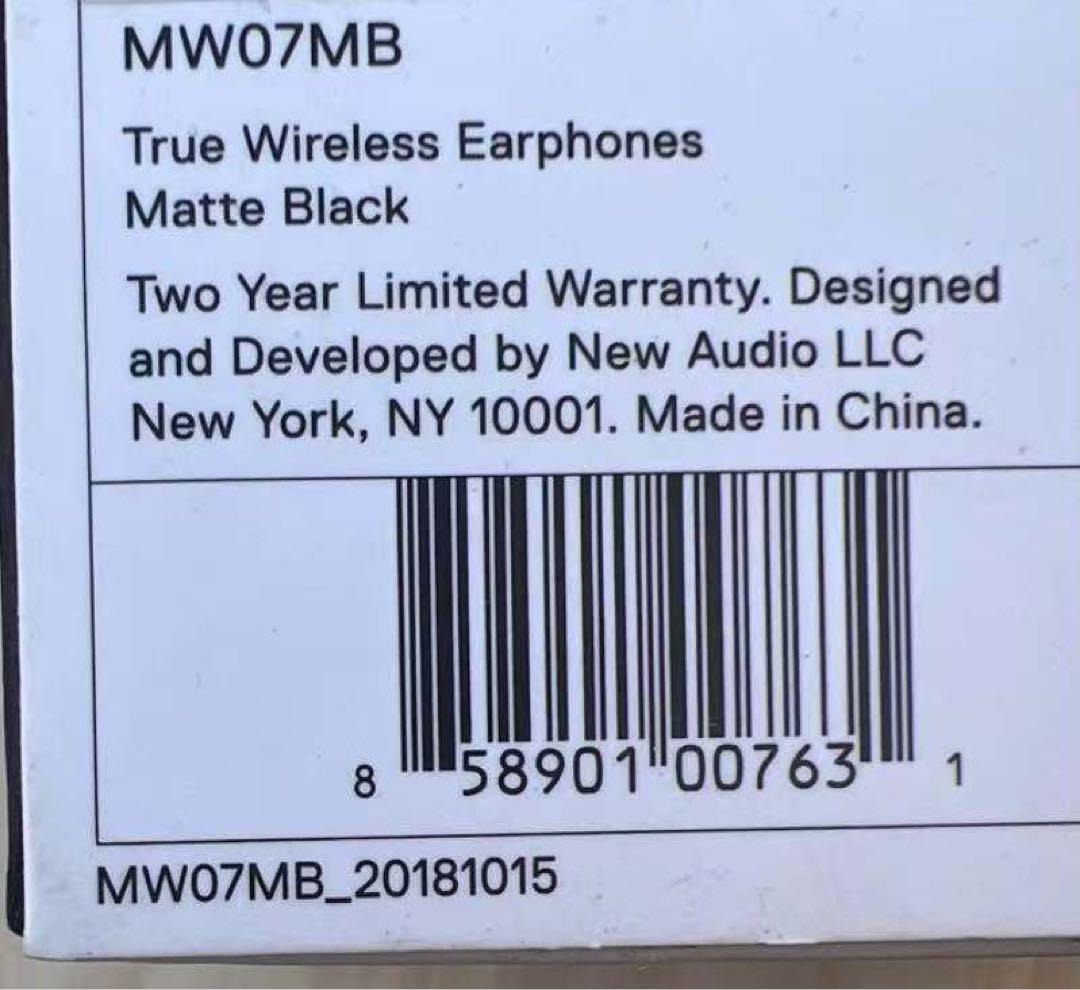 MW07MB
True Wireless Earphones
Matte Black
Two Year Limited Warranty. Designed
and Developed by New Audio LLC
New York, NY 10001. Made in China.
8 58901 00763 1
MW07MB_20181015